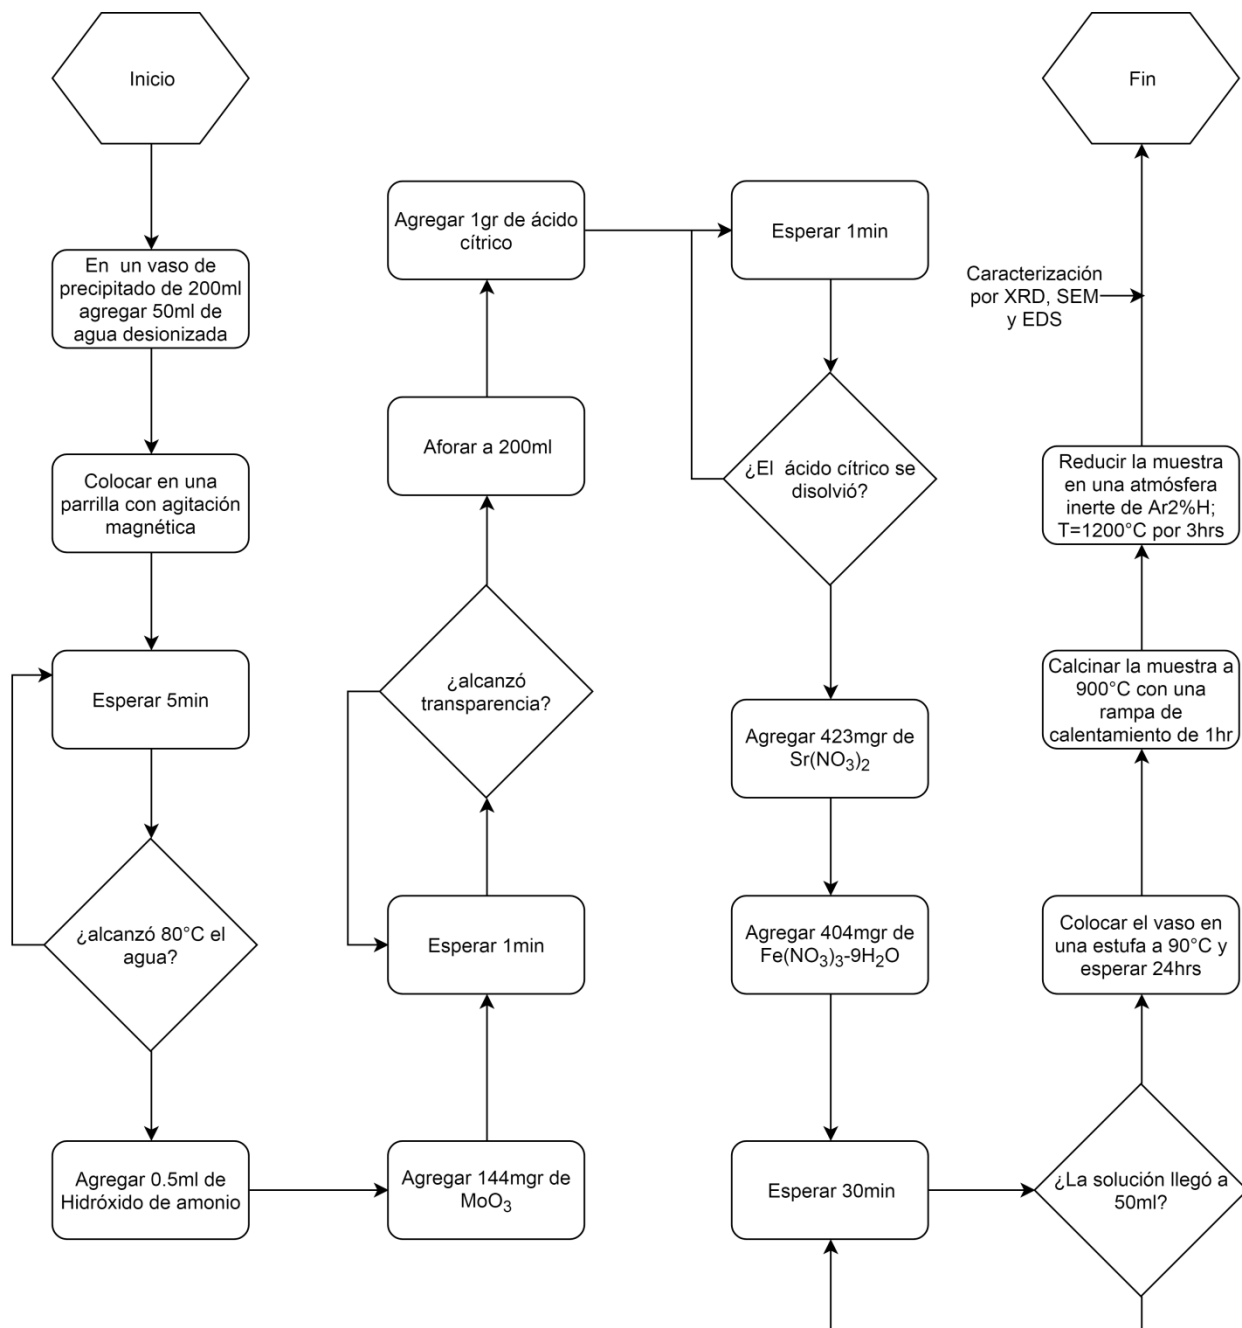 Inicio
En  un vaso de
precipitado de 200ml
agregar 50ml de
agua desionizada
Colocar en una
parrilla con agitación
magnética
Esperar 5min
¿alcanzó 80°C el
agua?
Agregar 0.5ml de
Hidróxido de amonio
Agregar 144mgr de
MoO₃
Esperar 1min
¿alcanzó
transparencia?
Aforar a 200ml
Agregar 1gr de ácido
cítrico
Esperar 1min
¿El  ácido cítrico se
disolvió?
Agregar 423mgr de
Sr(NO₃)₂
Agregar 404mgr de
Fe(NO₃)₃-9H₂O
Esperar 30min
¿La solución llegó a
50ml?
Colocar el vaso en
una estufa a 90°C y
esperar 24hrs
Calcinar la muestra a
900°C con una
rampa de
calentamiento de 1hr
Reducir la muestra
en una atmósfera
inerte de Ar2%H;
T=1200°C por 3hrs
Caracterización
por XRD, SEM
y EDS
Fin